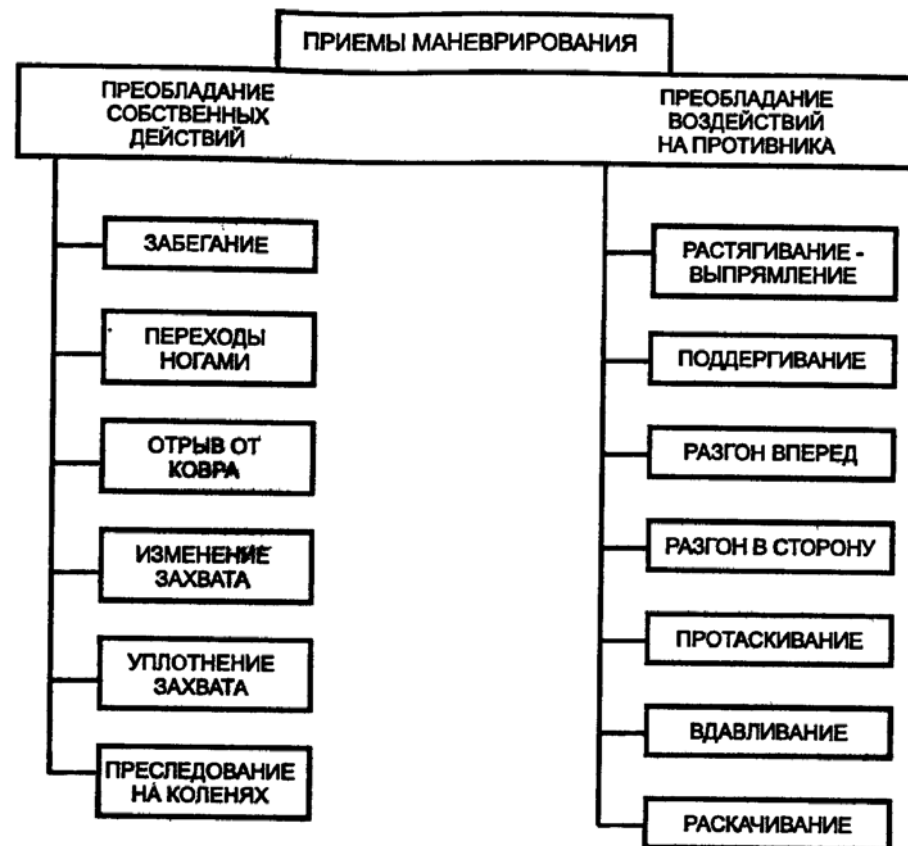 ПРИЕМЫ МАНЕВРИРОВАНИЯ
ПРЕОБЛАДАНИЕ
СОБСТВЕННЫХ
ДЕЙСТВИЙ
ПРЕОБЛАДАНИЕ
ВОЗДЕЙСТВИЙ
НА ПРОТИВНИКА
ЗАБЕГАНИЕ
ПЕРЕХОДЫ
НОГАМИ
ОТРЫВ ОТ
КОВРА
ИЗМЕНЕНИЕ
ЗАХВАТА
УПЛОТНЕНИЕ
ЗАХВАТА
ПРЕСЛЕДОВАНИЕ
НА КОЛЕНЯХ
РАСТЯГИВАНИЕ -
ВЫПРЯМЛЕНИЕ
ПОДДЕРГИВАНИЕ
РАЗГОН ВПЕРЕД
РАЗГОН В СТОРОНУ
ПРОТАСКИВАНИЕ
ВДАВЛИВАНИЕ
РАСКАЧИВАНИЕ